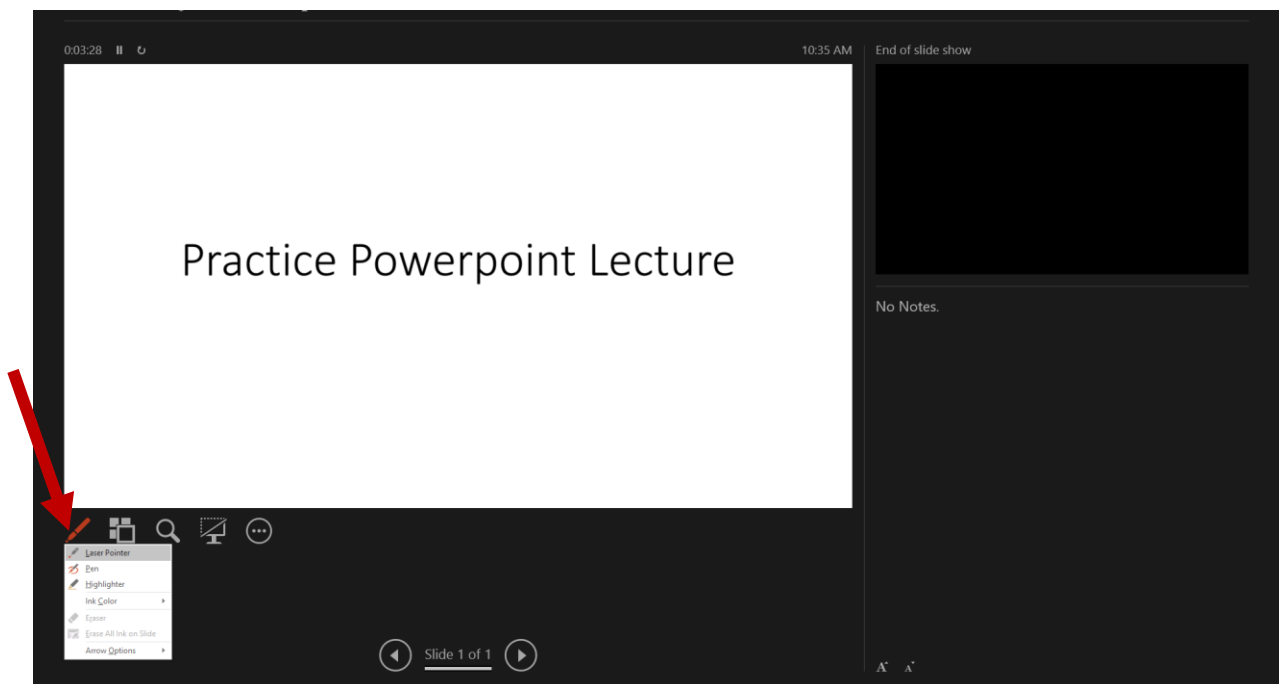 0:03:28
10:35 AM
End of slide show
Practice Powerpoint Lecture
No Notes.
Laser Pointer
Pen
Highlighter
Ink Color
Eraser
Erase All Ink on Slide
Arrow Options
Slide 1 of 1
A A